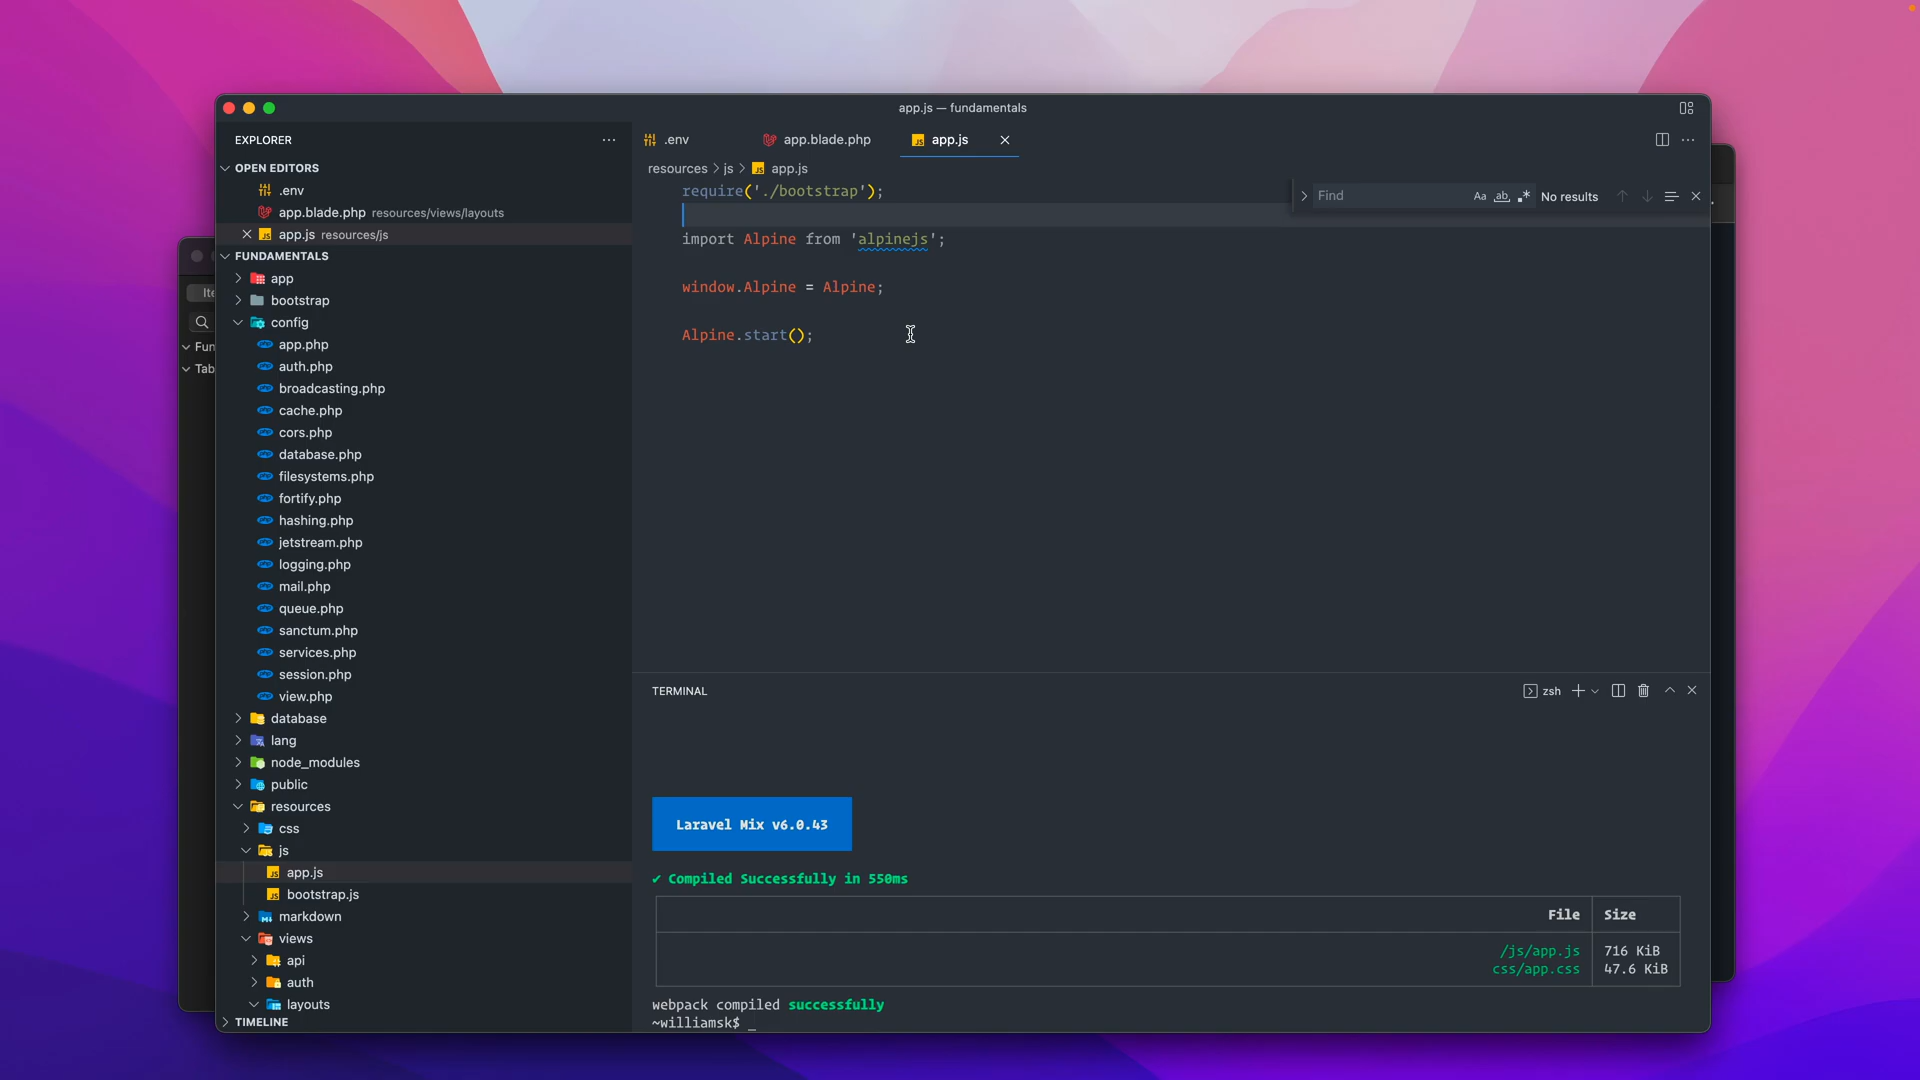 app.js — fundamentals
EXPLORER
OPEN EDITORS
.env
app.blade.php resources/views/layouts
app.js resources/js
FUNDAMENTALS
app
bootstrap
config
app.php
auth.php
broadcasting.php
cache.php
cors.php
database.php
filesystems.php
fortify.php
hashing.php
jetstream.php
logging.php
mail.php
queue.php
sanctum.php
services.php
session.php
view.php
database
lang
node_modules
public
resources
css
js
app.js
bootstrap.js
markdown
views
api
auth
layouts
TIMELINE
Ite
Fun
Tab
.env
app.blade.php
app.js
resources > js > app.js
Find
Aa ab .* No results
require('./bootstrap');
import Alpine from 'alpinejs';
window.Alpine = Alpine;
Alpine.start();
TERMINAL
zsh
Laravel Mix v6.0.43
✔ Compiled Successfully in 550ms
File Size
/js/app.js 716 KiB
css/app.css 47.6 KiB
webpack compiled successfully
~williamsk$ _